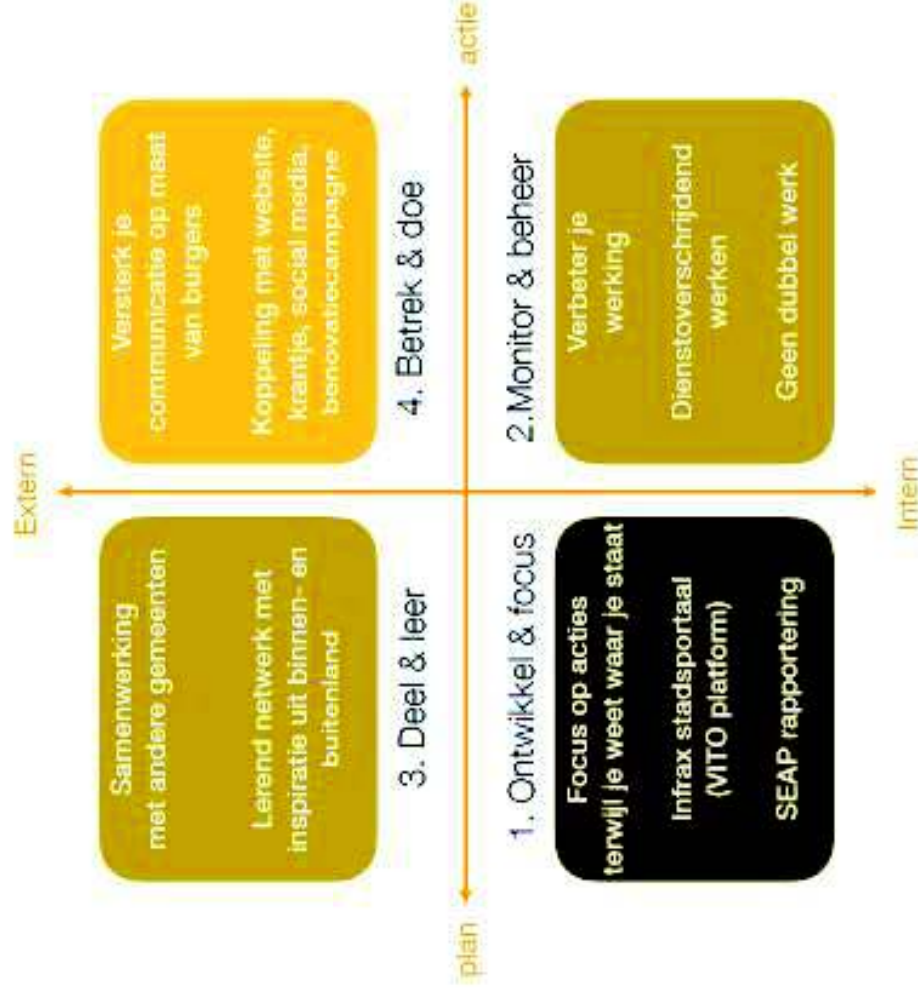 Extern
Samenwerking
met andere gemeenten
Lerend netwerk met
inspiratie uit binnen- en
buitenland
3. Deel & leer
Versterk je
communicatie op maat
van burgers
Koppeling met website,
krantje, social media,
benovatiecampagne
4. Betrek & doe
plan
actie
1. Ontwikkel & focus
Focus op acties
terwijl je weet waar je staat
Infrax stadsportaal
(VITO platform)
SEAP rapportering
2.Monitor & beheer
Verbeter je
werking
Dienstoverschrijdend
werken
Geen dubbel werk
Intern